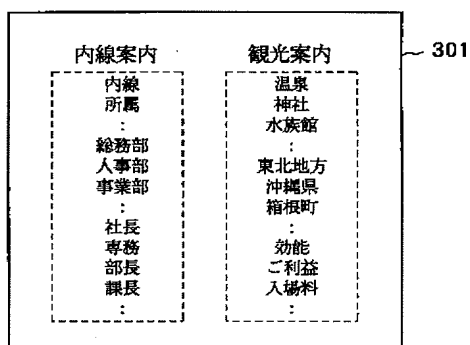 内線案内
内線
所属
:
総務部
人事部
事業部
:
社長
専務
部長
課長
:
観光案内
温泉
神社
水族館
:
東北地方
沖縄県
箱根町
:
効能
ご利益
入場料
:
301